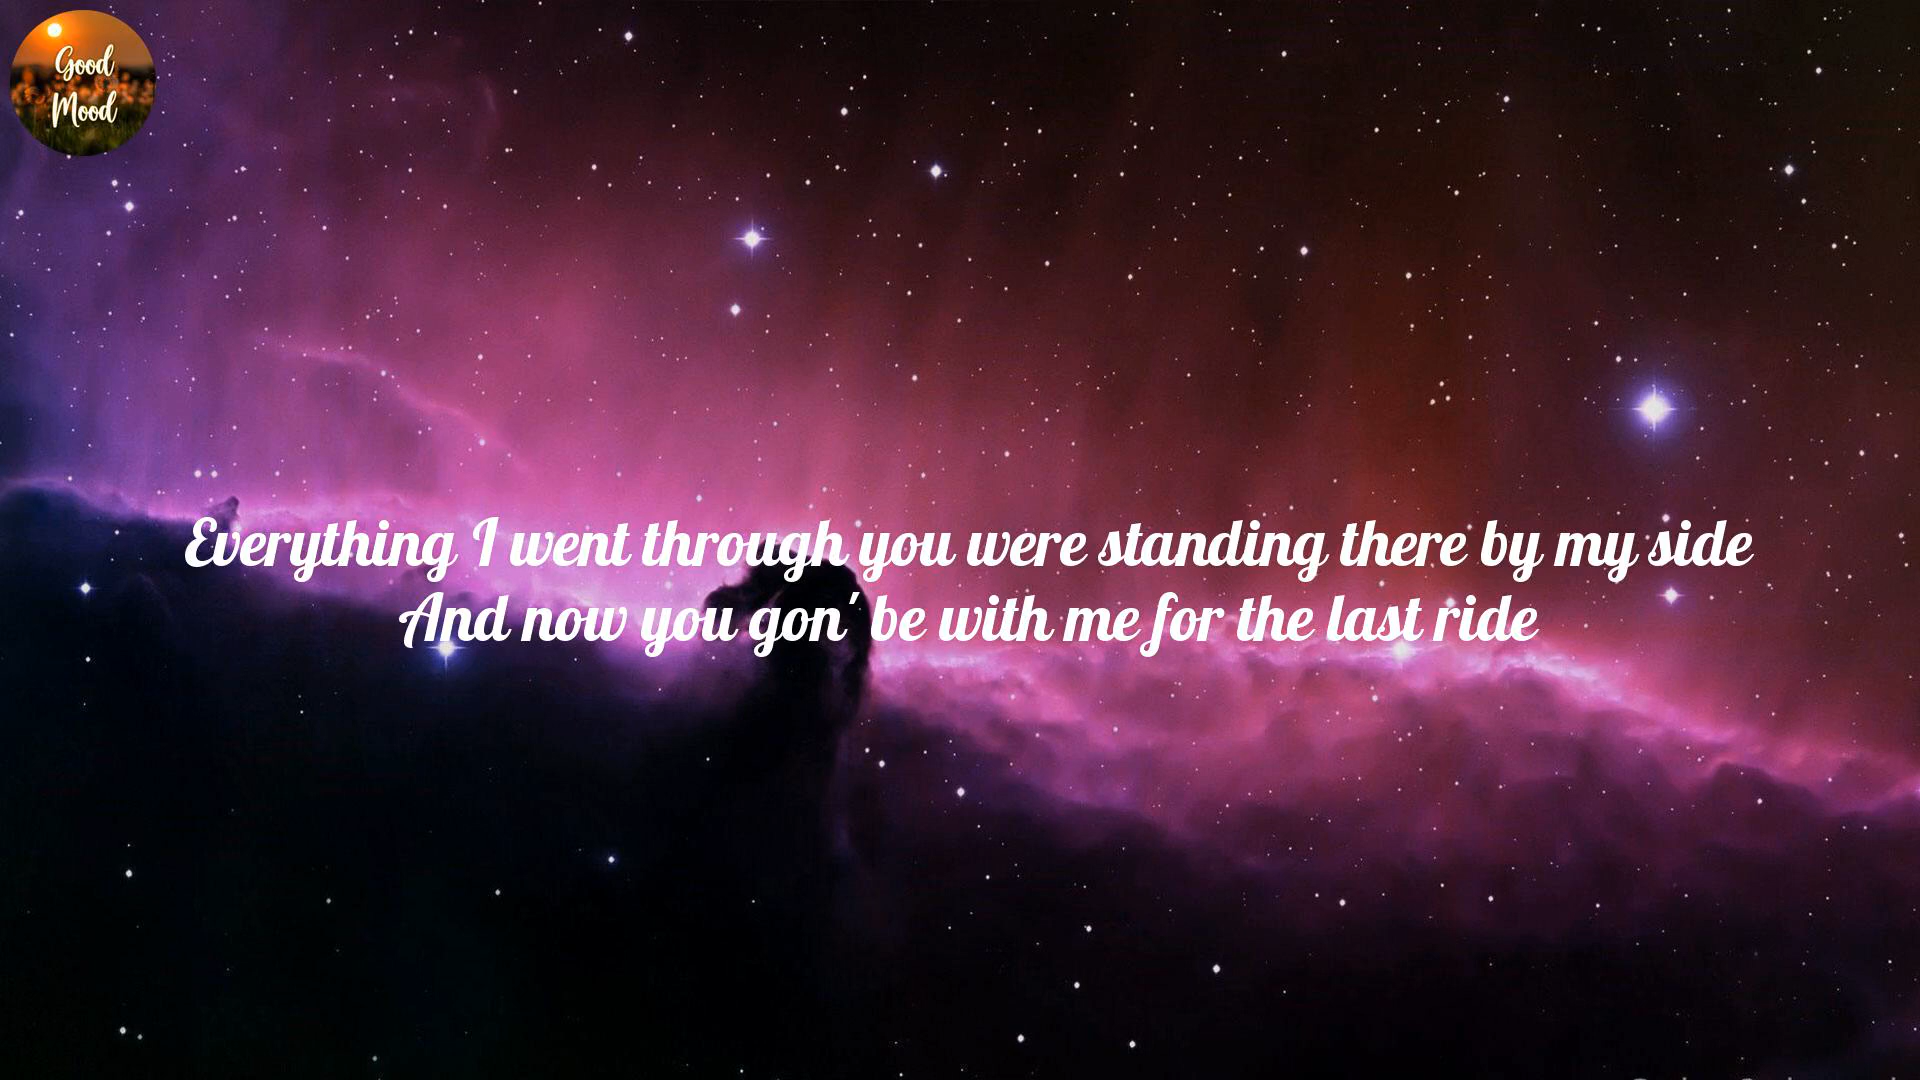 Good
Mood
Everything I went through you were standing there by my side
And now you gon' be with me for the last ride